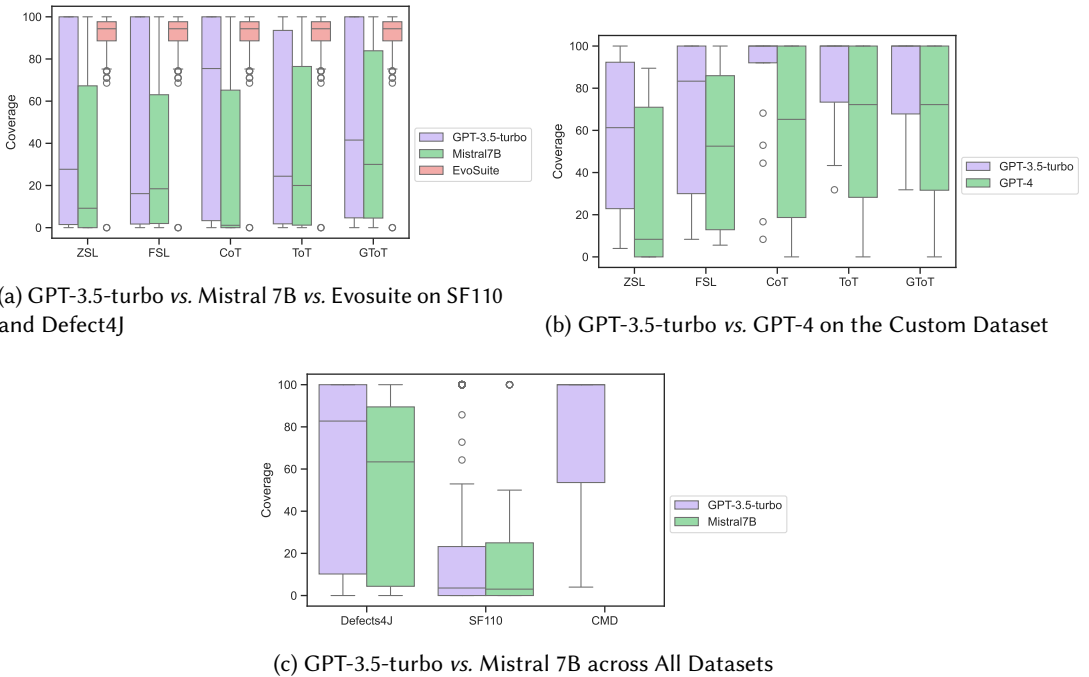 100
80
60
40
20
0
Coverage
ZSL FSL CoT ToT GToT
GPT-3.5-turbo
Mistral7B
EvoSuite
(a) GPT-3.5-turbo vs. Mistral 7B vs. Evosuite on SF110
and Defect4J
100
80
60
40
20
0
Coverage
ZSL FSL CoT ToT GToT
GPT-3.5-turbo
GPT-4
(b) GPT-3.5-turbo vs. GPT-4 on the Custom Dataset
100
80
60
40
20
0
Coverage
Defects4J SF110 CMD
GPT-3.5-turbo
Mistral7B
(c) GPT-3.5-turbo vs. Mistral 7B across All Datasets